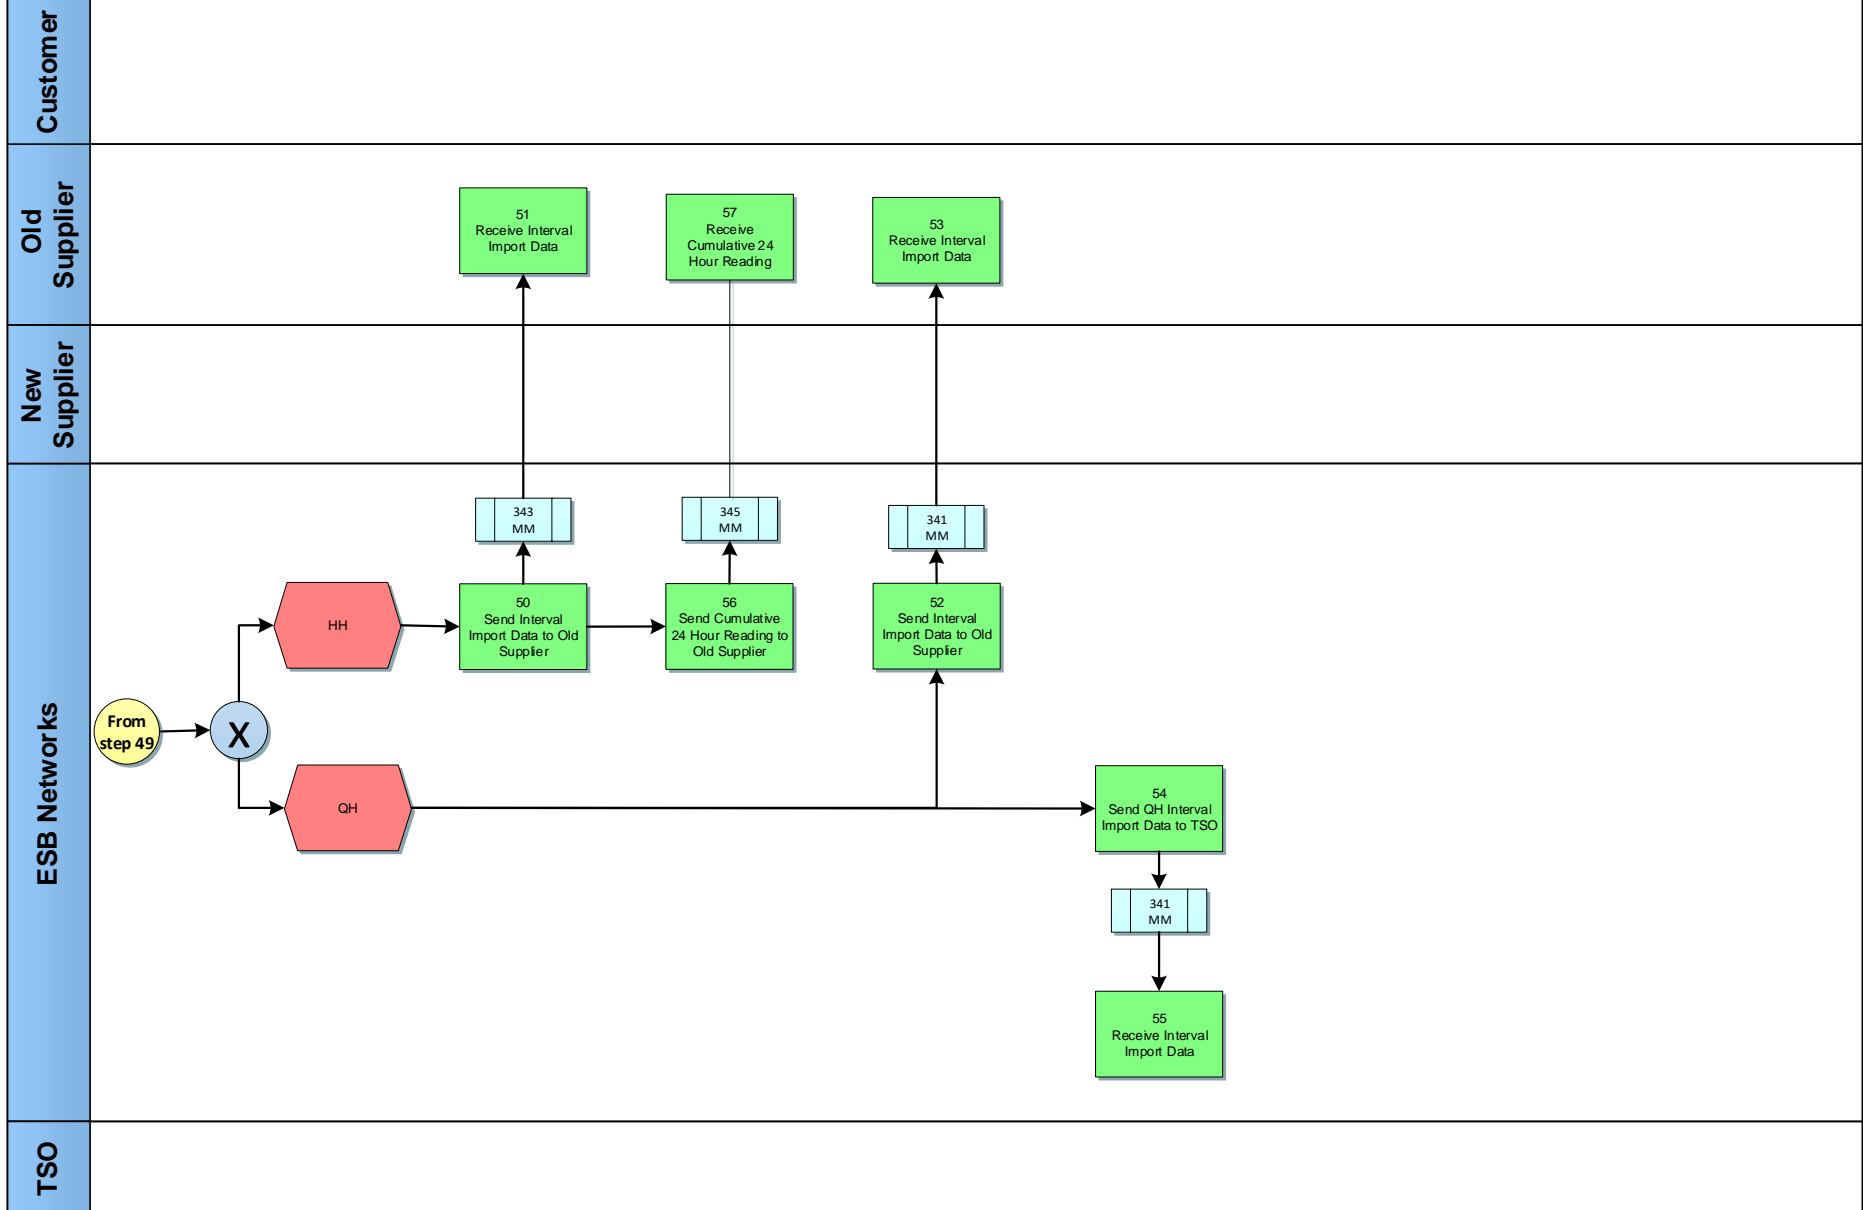 Customer
Old
Supplier
51
Receive Interval
Import Data
57
Receive
Cumulative 24
Hour Reading
53
Receive Interval
Import Data
New
Supplier
ESB Networks
343
MM
345
MM
341
MM
HH
50
Send Interval
Import Data to Old
Supplier
56
Send Cumulative
24 Hour Reading to
Old Supplier
52
Send Interval
Import Data to Old
Supplier
From
step 49
X
QH
54
Send QH Interval
Import Data to TSO
341
MM
55
Receive Interval
Import Data
TSO